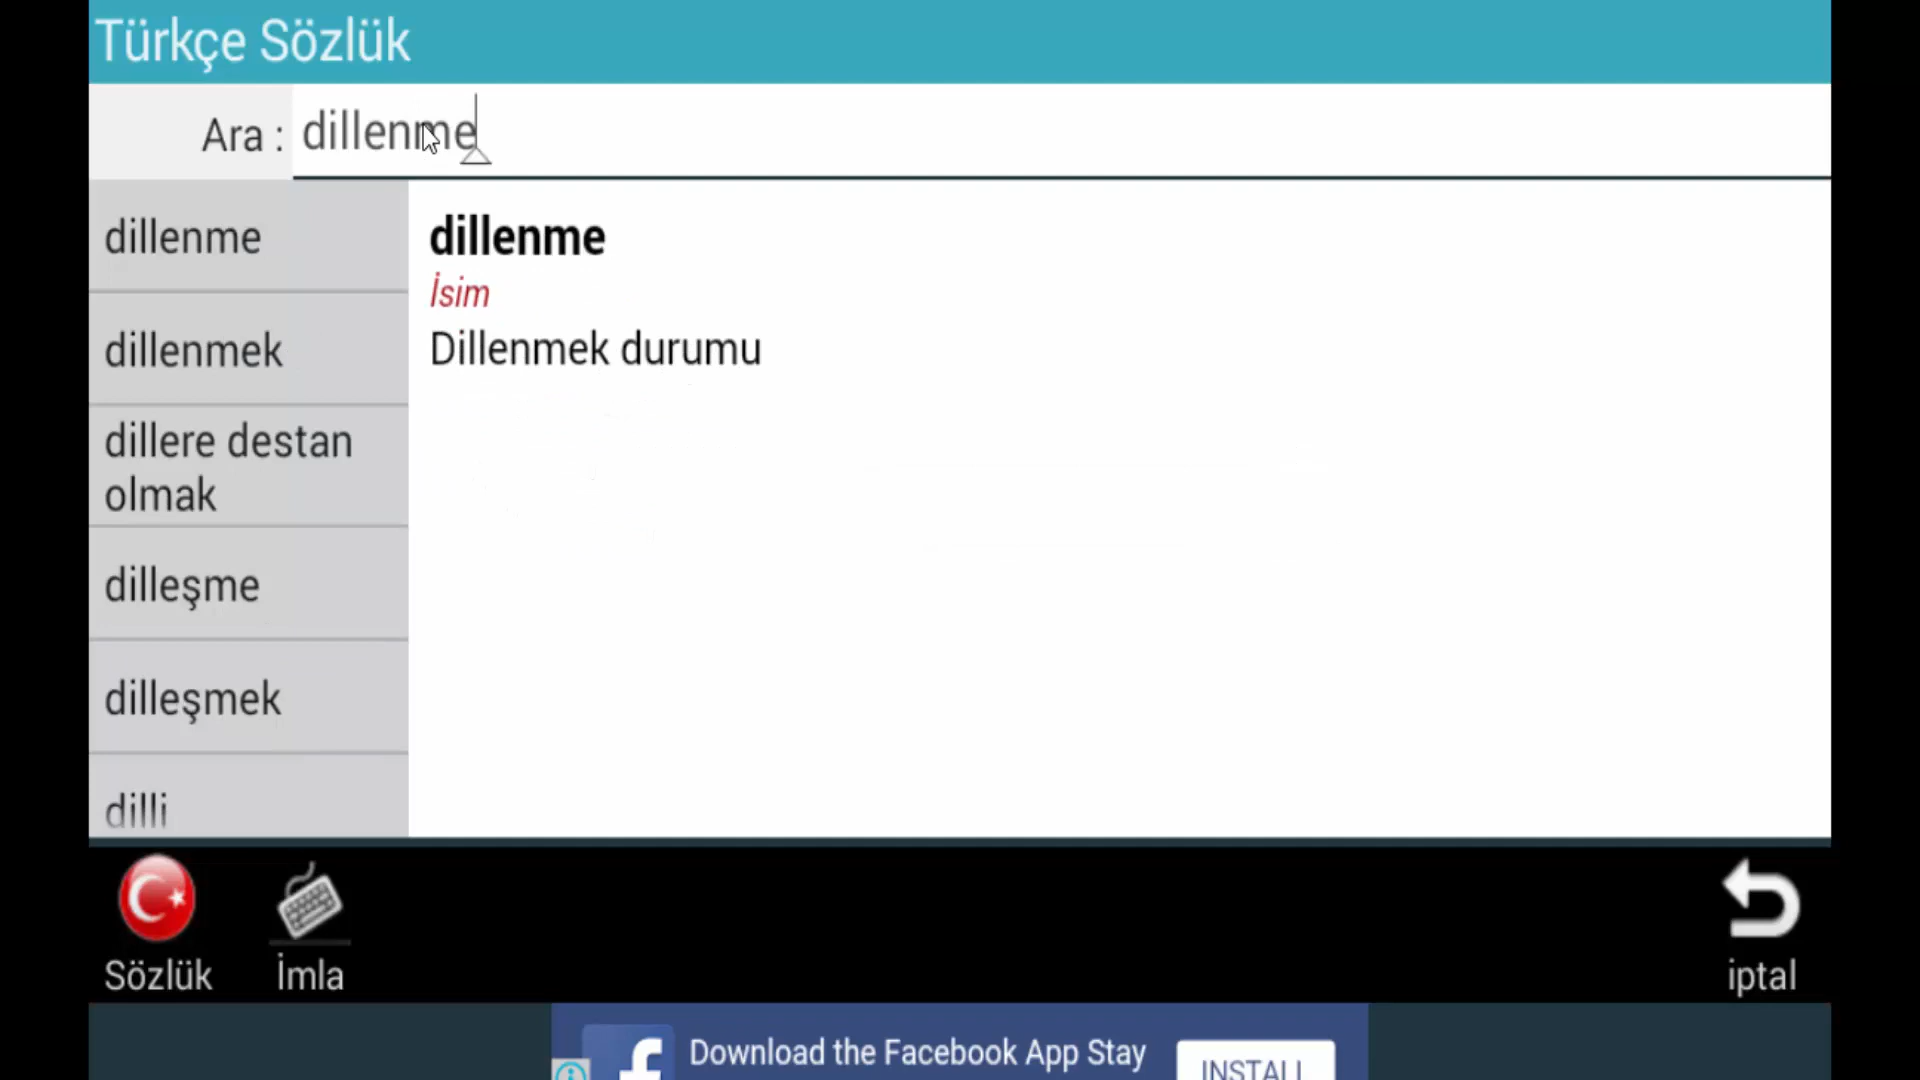 Türkçe Sözlük
Ara : dillenme
dillenme
dillenmek
dillere destan
olmak
dilleşme
dilleşmek
dilli
dillenme
İsim
Dillenmek durumu
Sözlük
İmla
iptal
Download the Facebook App Stay
INSTALL